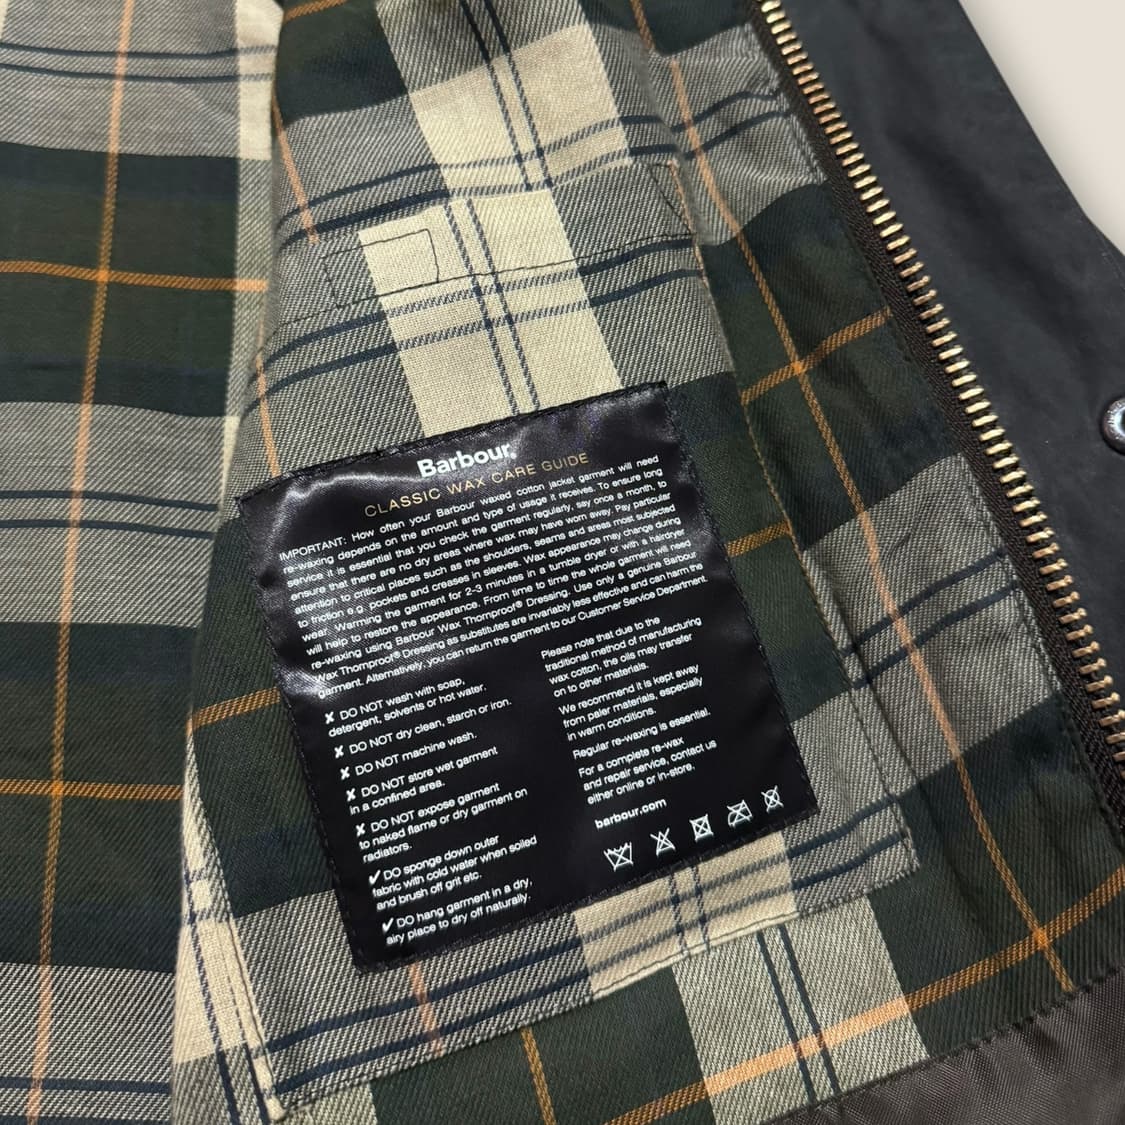 Barbour®
CLASSIC WAX CARE GUIDE
IMPORTANT: How often your Barbour waxed cotton jacket garment will need
re-waxing depends on the amount and type of usage it receives. To ensure long
service it is essential that you check the garment regularly, say once a month, to
ensure that there are no dry areas where wax may have worn away. Pay particular
attention to critical places such as the shoulders, seams and areas most subjected
to friction e.g. pockets and creases in sleeves. Wax appearance may change during
wear. Warming the garment for 2-3 minutes in a tumble dryer or with a hairdryer
will help to restore the appearance. From time to time the whole garment will need
re-waxing using Barbour Wax Thornproof® Dressing. Use only a genuine Barbour
Wax Thornproof® Dressing as substitutes are invariably less effective and can harm the
garment. Alternatively, you can return the garment to our Customer Service Department.
✘ DO NOT wash with soap,
detergent, solvents or hot water.
✘ DO NOT dry clean, starch or iron.
✘ DO NOT machine wash.
✘ DO NOT store wet garment
in a confined area.
✘ DO NOT expose garment
to naked flame or dry garment on
radiators.
✔ DO sponge down outer
fabric with cold water when soiled
and brush off grit etc.
✔ DO hang garment in a dry,
airy place to dry off naturally.
Please note that due to the
traditional method of manufacturing
wax cotton, the oils may transfer
on to other materials.
We recommend it is kept away
from paler materials, especially
in warm conditions.
Regular re-waxing is essential.
For a complete re-wax
and repair service, contact us
either online or in-store.
barbour.com